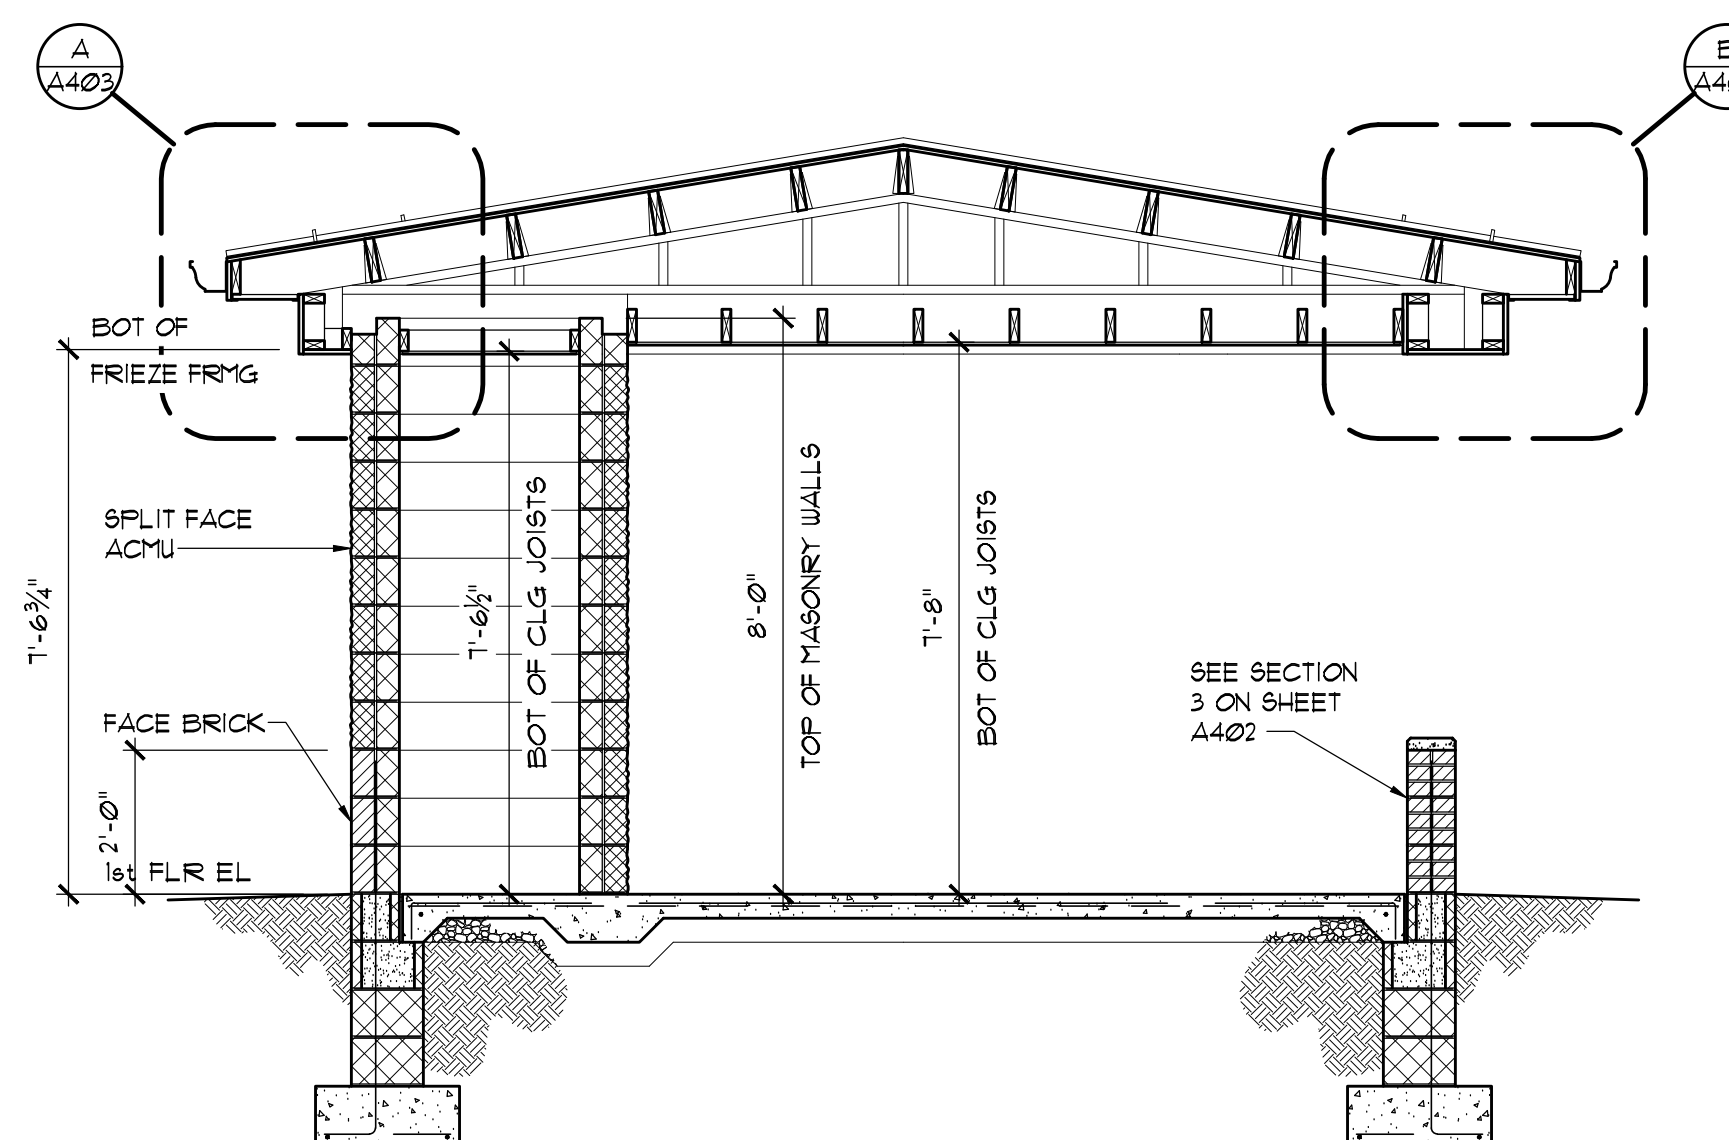 A
A4Ø3
BOT OF
FRIEZE FRMG
SPLIT FACE
ACMU
7'-6¾"
FACE BRICK
2'-Ø"
1st FLR EL
7'-6½"
BOT OF CLG JOISTS
8'-Ø"
TOP OF MASONRY WALLS
7'-8"
BOT OF CLG JOISTS
SEE SECTION
3 ON SHEET
A4Ø2